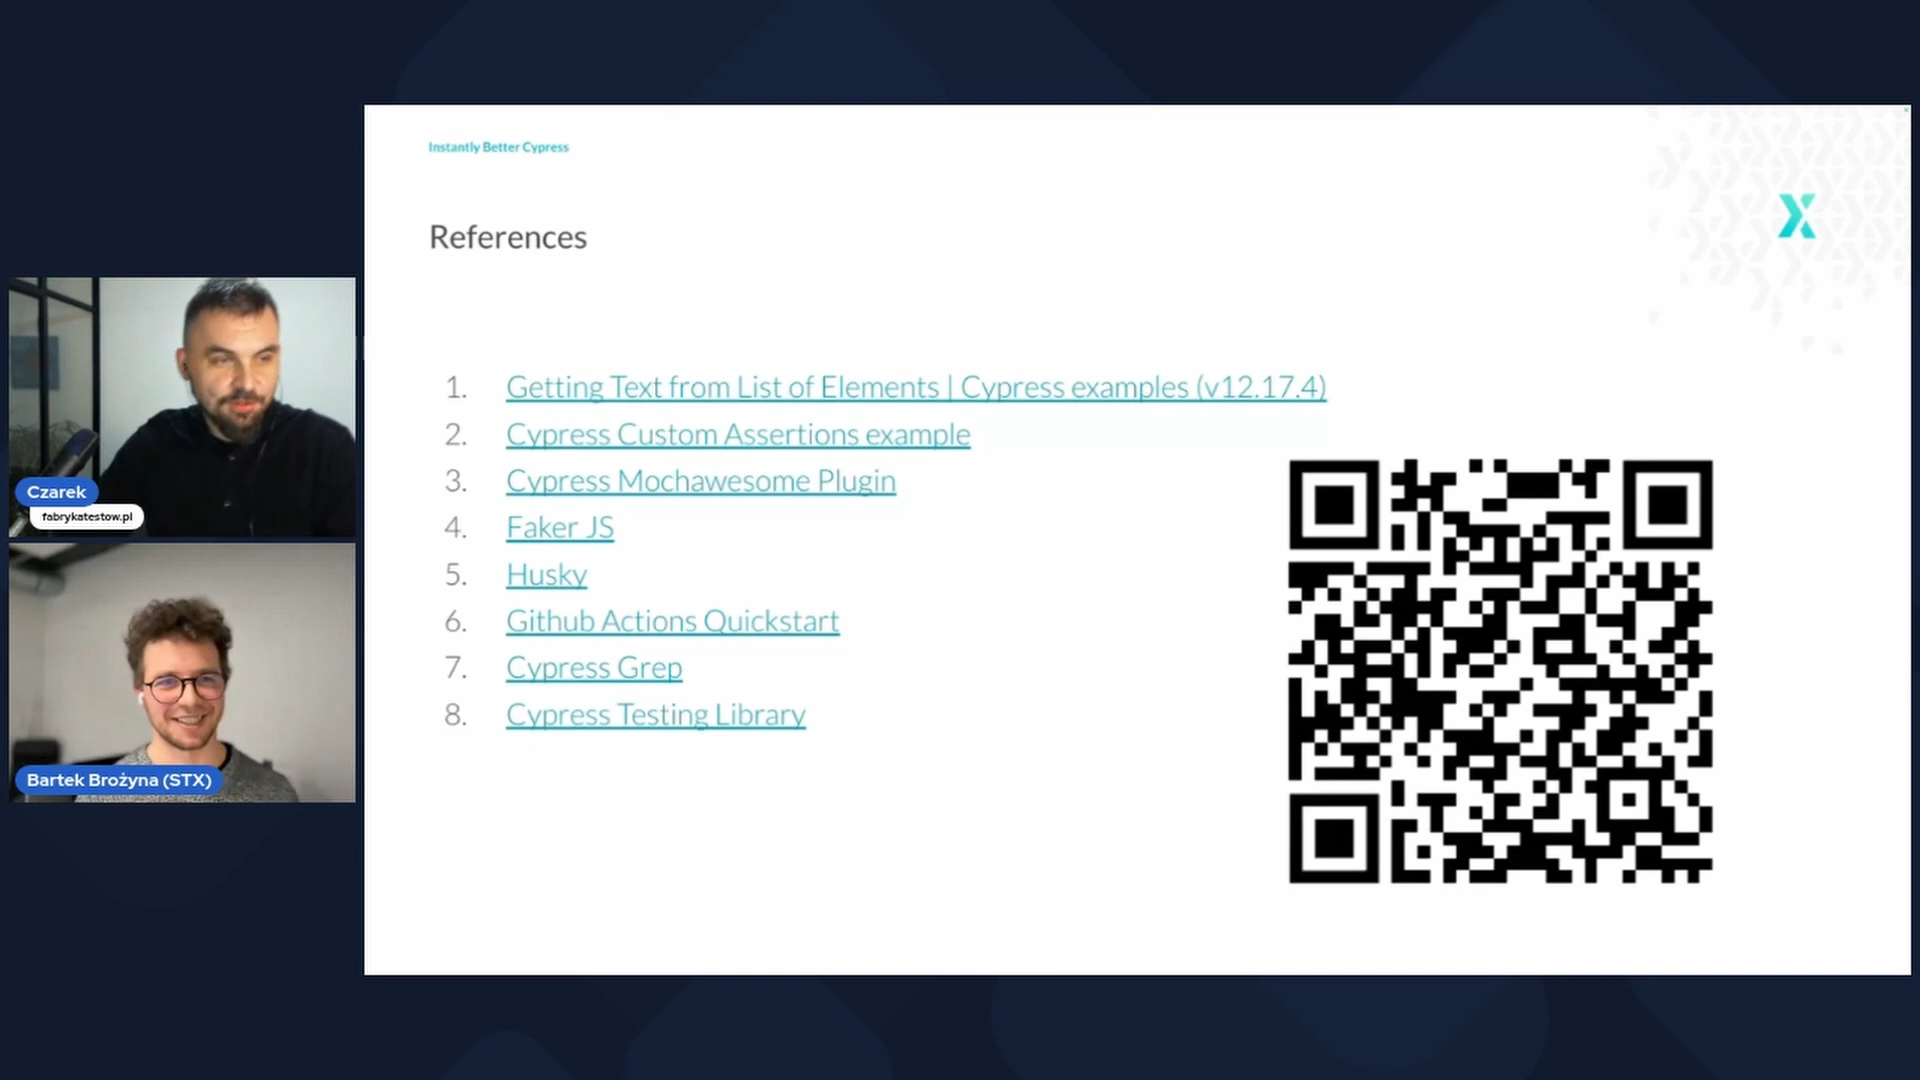 Instantly Better Cypress
References
1. Getting Text from List of Elements | Cypress examples (v12.17.4)
2. Cypress Custom Assertions example
3. Cypress Mochawesome Plugin
4. Faker JS
5. Husky
6. Github Actions Quickstart
7. Cypress Grep
8. Cypress Testing Library
Czarek
fabrykatestow.pl
Bartek Brożyna (STX)